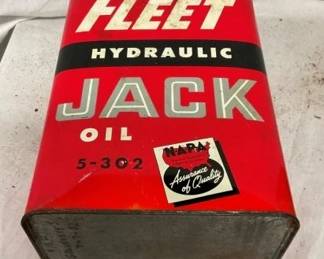 FLEET
HYDRAULIC
JACK
OIL
5-302
NAPA
Assurance
of Quality